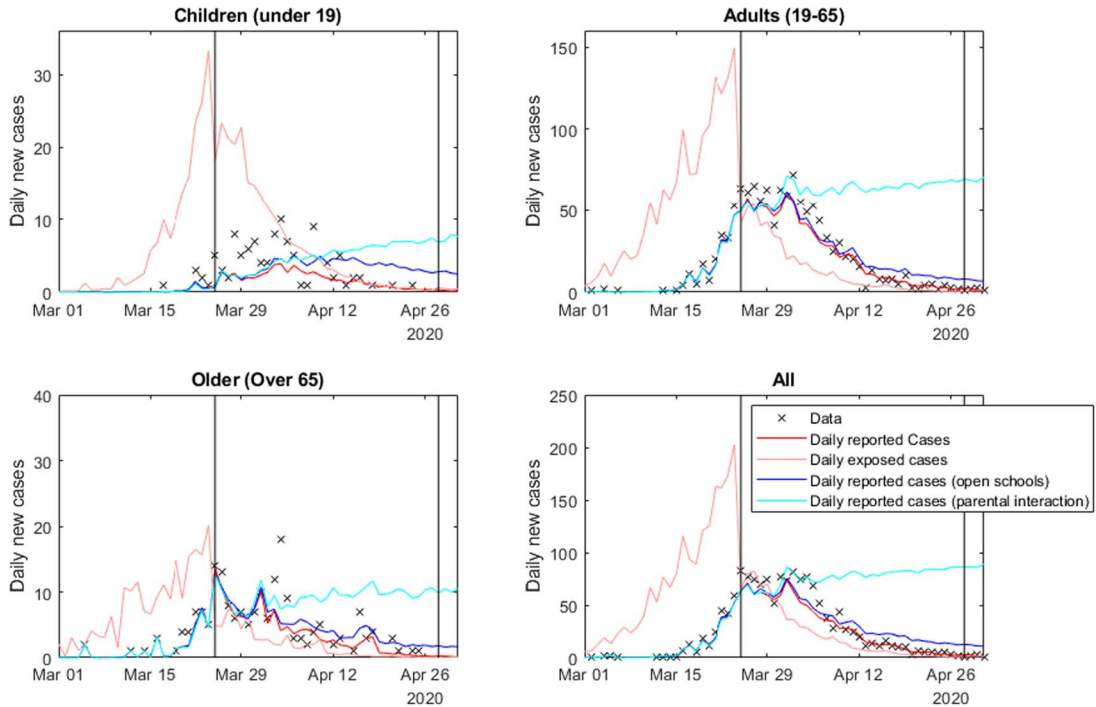 Children (under 19)
Daily new cases
30
20
10
0
Mar 01
Mar 15
Mar 29
Apr 12
Apr 26
2020
Adults (19-65)
Daily new cases
150
100
50
0
Mar 01
Mar 15
Mar 29
Apr 12
Apr 26
2020
Older (Over 65)
Daily new cases
40
30
20
10
0
Mar 01
Mar 15
Mar 29
Apr 12
Apr 26
2020
All
Daily new cases
250
200
150
100
50
0
Mar 01
Mar 15
Mar 29
Apr 12
Apr 26
2020
Data
Daily reported Cases
Daily exposed cases
Daily reported cases (open schools)
Daily reported cases (parental interaction)